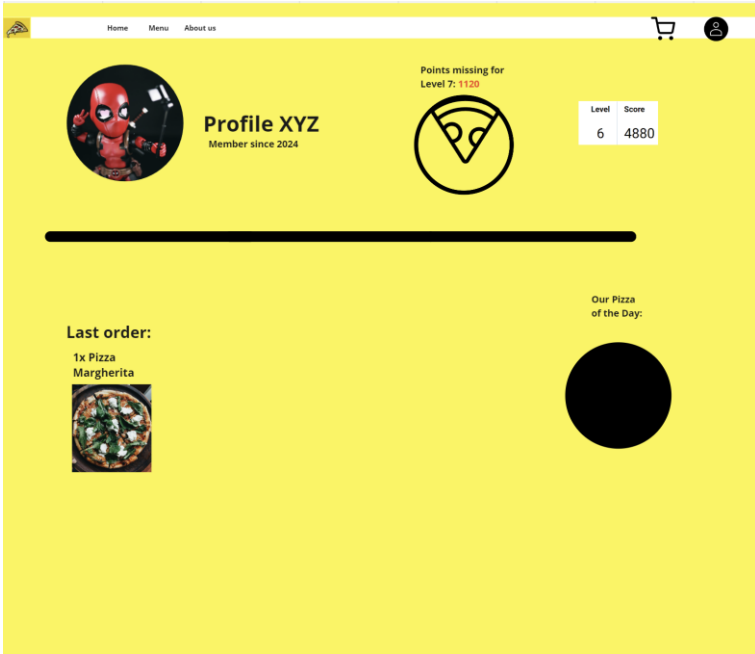 Home Menu About us
Points missing for
Level 7: 1120
Profile XYZ
Member since 2024
Level Score
6 4880
Our Pizza
of the Day:
Last order:
1x Pizza
Margherita